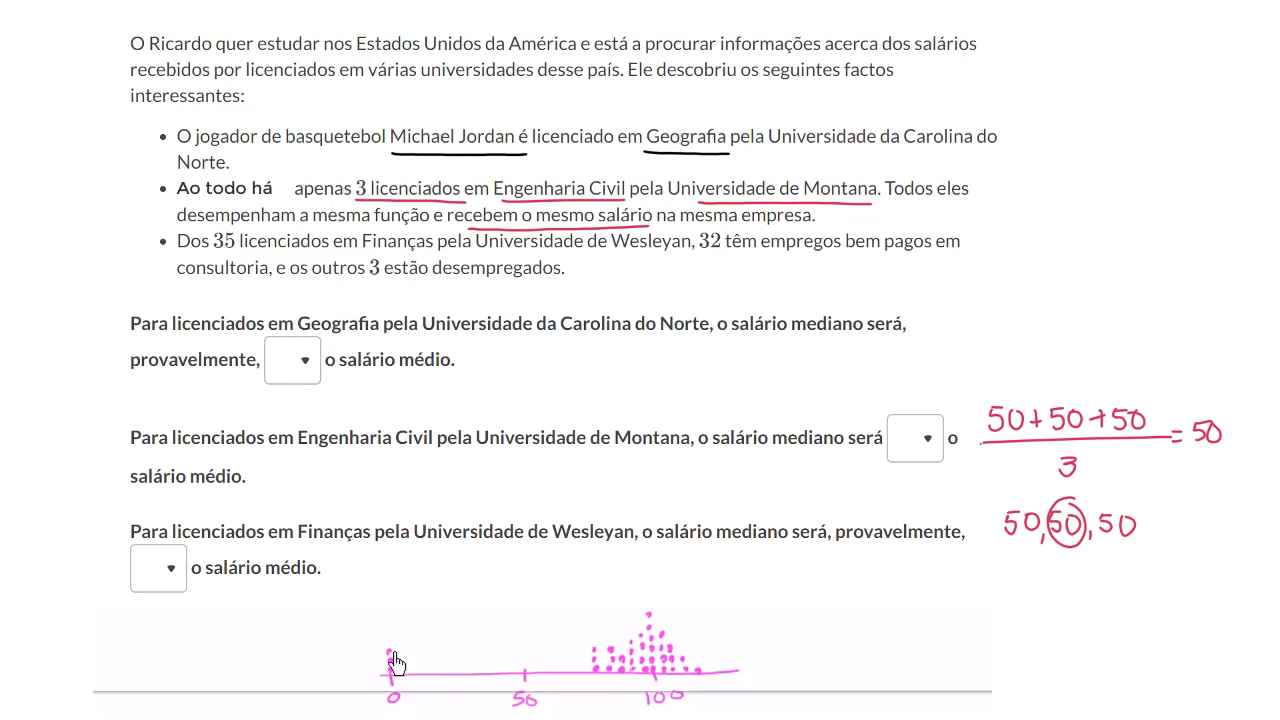 O Ricardo quer estudar nos Estados Unidos da América e está a procurar informações acerca dos salários
recebidos por licenciados em várias universidades desse país. Ele descobriu os seguintes factos
interessantes:
• O jogador de basquetebol Michael Jordan é licenciado em Geografia pela Universidade da Carolina do
Norte.
• Ao todo há apenas 3 licenciados em Engenharia Civil pela Universidade de Montana. Todos eles
desempenham a mesma função e recebem o mesmo salário na mesma empresa.
• Dos 35 licenciados em Finanças pela Universidade de Wesleyan, 32 têm empregos bem pagos em
consultoria, e os outros 3 estão desempregados.
Para licenciados em Geografia pela Universidade da Carolina do Norte, o salário mediano será,
provavelmente, o salário médio.
Para licenciados em Engenharia Civil pela Universidade de Montana, o salário mediano será o
salário médio.
50+50+50
= 50
3
50, 50, 50
Para licenciados em Finanças pela Universidade de Wesleyan, o salário mediano será, provavelmente,
o salário médio.
0 50 100